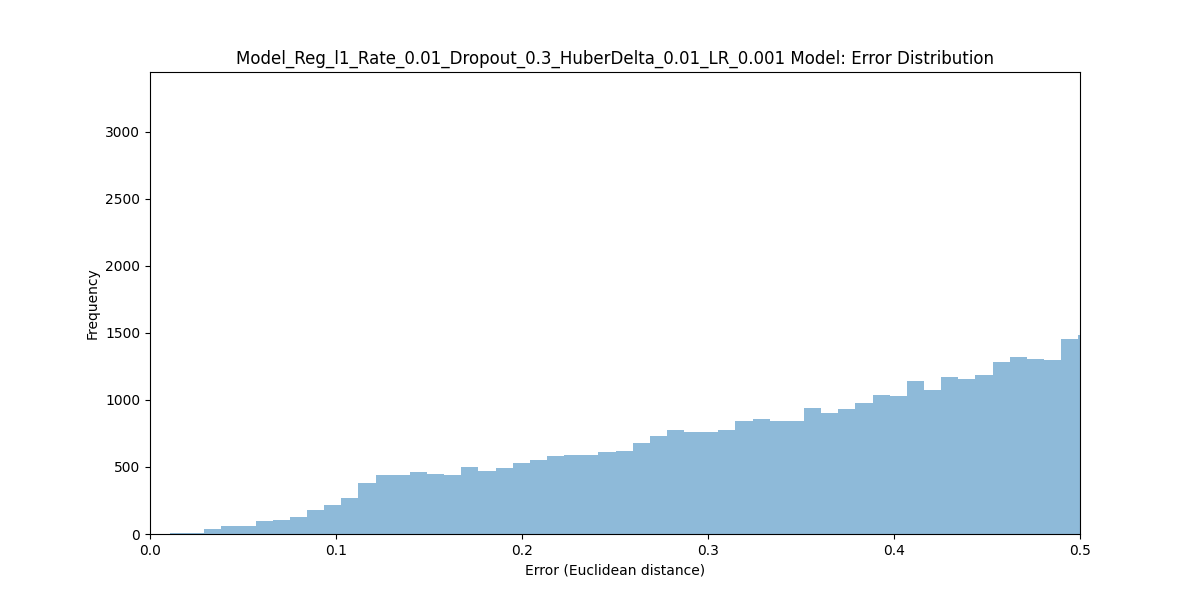 Model_Reg_l1_Rate_0.01_Dropout_0.3_HuberDelta_0.01_LR_0.001 Model: Error Distribution
3000
2500
2000
1500
1000
500
0
Frequency
0.0 0.1 0.2 0.3 0.4 0.5
Error (Euclidean distance)